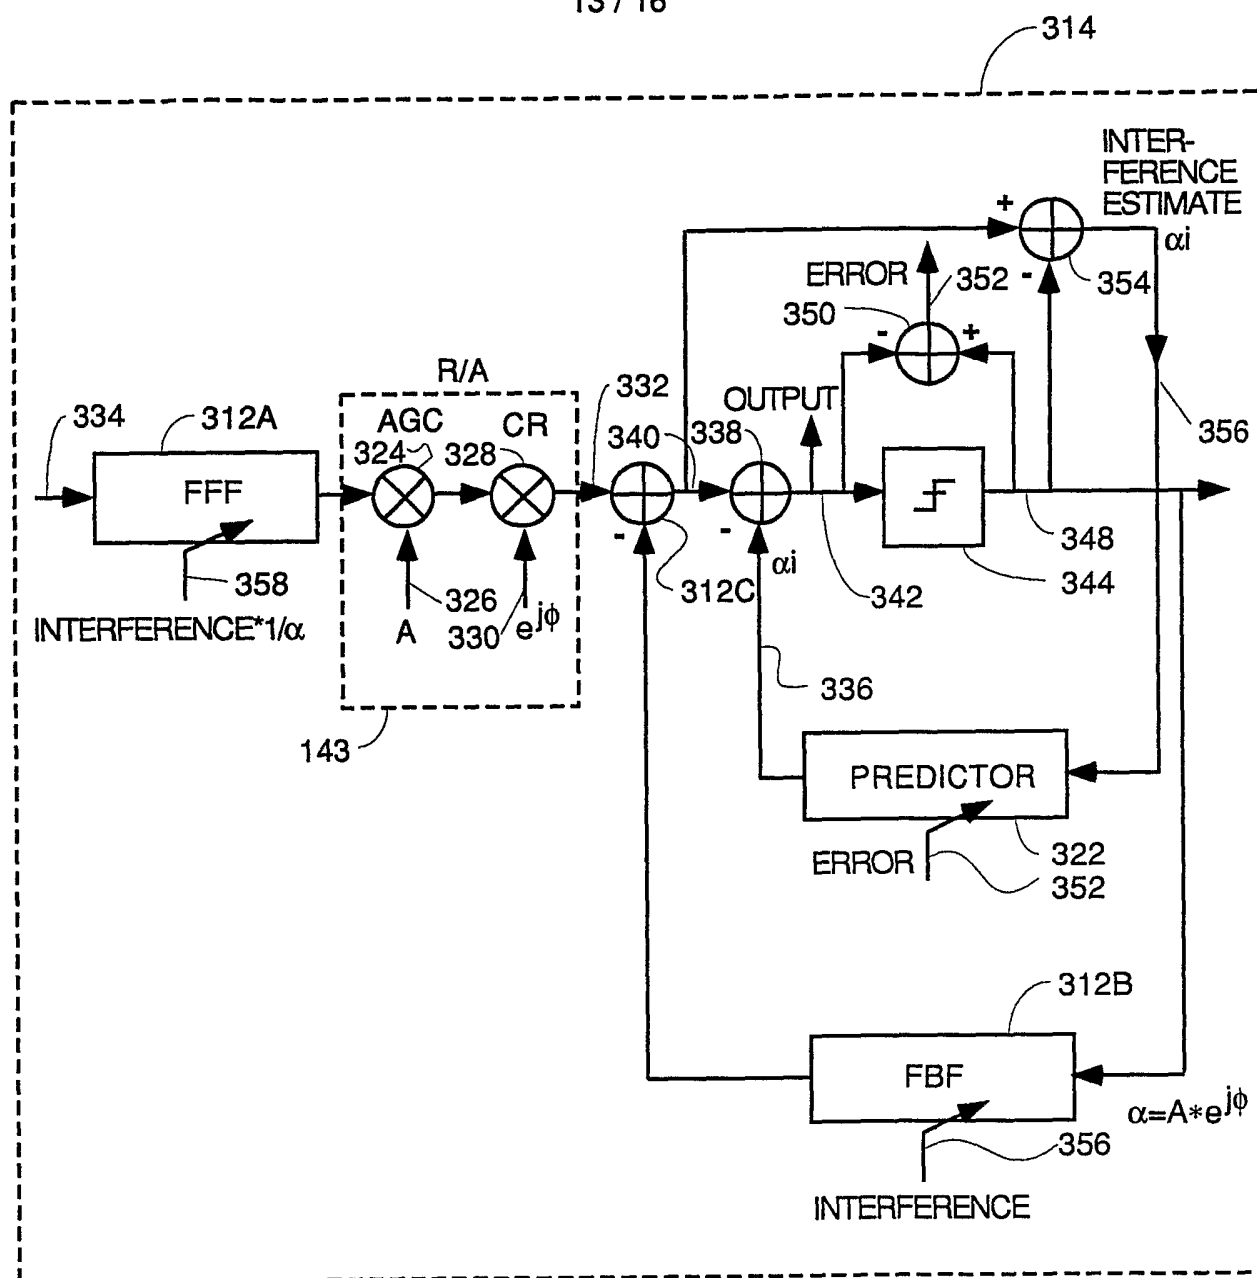 13 / 16
314
INTER-
FERENCE
ESTIMATE
+
αi
-
354
ERROR
352
350
-
+
R/A
332
OUTPUT
334
312A
AGC
CR
340
338
356
324
328
FFF
-
-
αi
348
358
312C
342
344
326
INTERFERENCE*1/α
A
330
e^jϕ
336
143
PREDICTOR
322
ERROR
352
312B
FBF
α=A*e^jϕ
356
INTERFERENCE